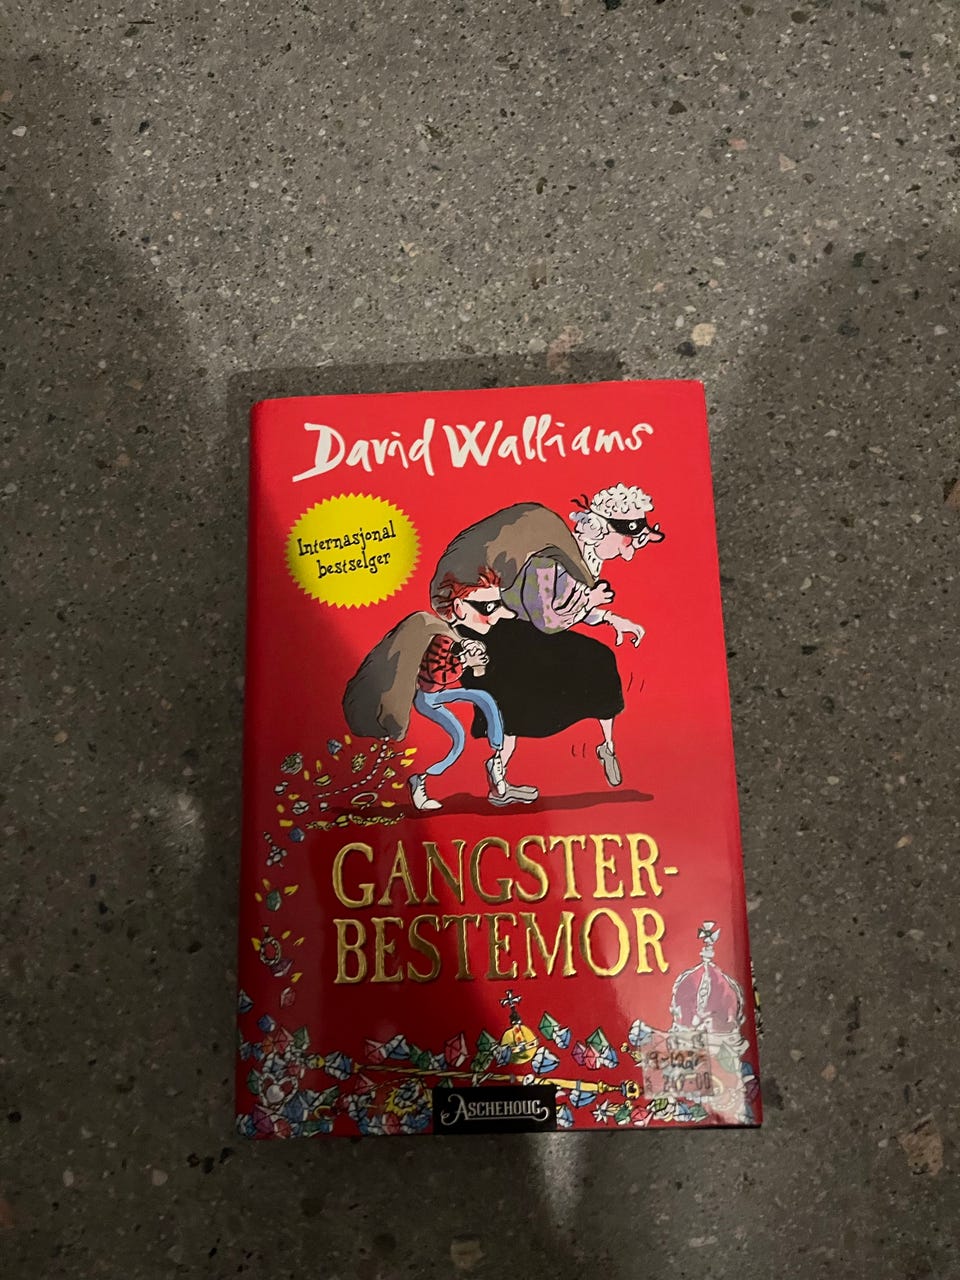 David Walliams
Internasjonal
bestselger
GANGSTER-
BESTEMOR
ASCHEHOUG